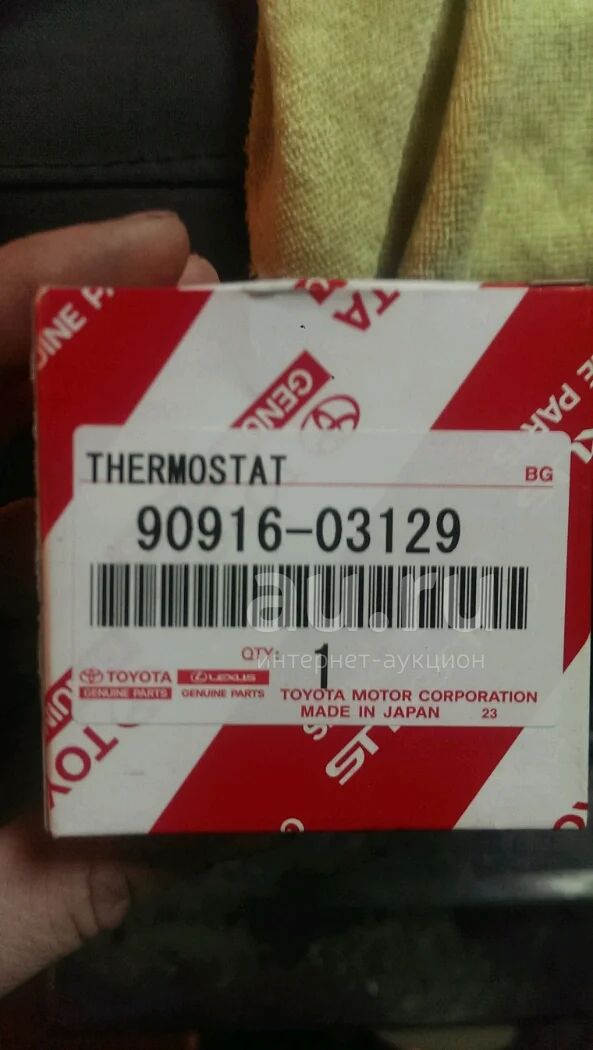 GENUINE
THERMOSTAT
BG
90916-03129
au.ru
интернет-аукцион
QTY: 1
TOYOTA LEXUS
GENUINE PARTS GENUINE PARTS
TOYOTA MOTOR CORPORATION
MADE IN JAPAN 23